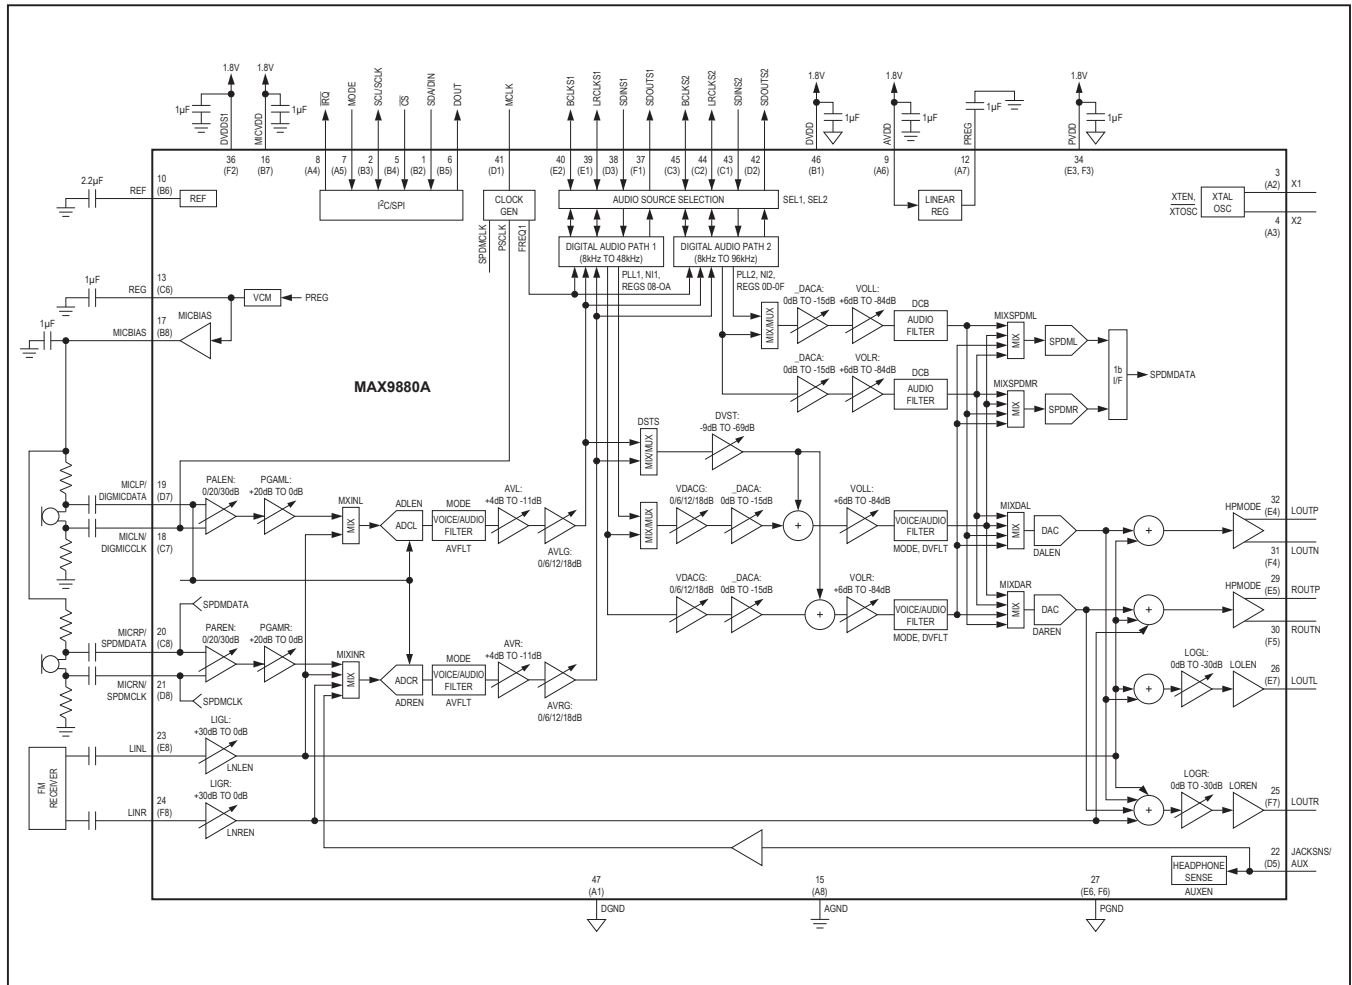 1.8V
1.8V
1.8V
1.8V
1.8V
1µF
1µF
1µF
1µF
1µF
1µF
DVDDS1
MICVDD
IRQ
MODE
SCL/SCLK
CS
SDA/DIN
DOUT
MCLK
BCLKS1
LRCLKS1
SDINS1
SDOUTS1
BCLKS2
LRCLKS2
SDINS2
SDOUTS2
DVDD
AVDD
PREG
PVDD
36
(F2)
16
(B7)
8
(A4)
7
(A5)
2
(B3)
5
(B4)
1
(B2)
6
(B5)
41
(D1)
40
(E2)
39
(E1)
38
(D3)
37
(F1)
45
(C3)
44
(C2)
43
(C1)
42
(D2)
46
(B1)
9
(A6)
12
(A7)
34
(E3, F3)
2.2µF
REF
10
(B6)
REF
I²C/SPI
CLOCK
GEN
AUDIO SOURCE SELECTION
SEL1, SEL2
LINEAR
REG
XTEN,
XTOSC
XTAL
OSC
3
(A2)
X1
4
(A3)
X2
SPDMCLK
PSCLK
FREQ1
DIGITAL AUDIO PATH 1
(8kHz TO 48kHz)
DIGITAL AUDIO PATH 2
(8kHz TO 96kHz)
PLL1, NI1,
REGS 08-OA
PLL2, NI2,
REGS 0D-0F
1µF
REG
13
(C6)
VCM
PREG
1µF
MICBIAS
17
(B8)
MICBIAS
MAX9880A
MIX/MUX
_DACA:
0dB TO -15dB
VOLL:
+6dB TO -84dB
DCB
AUDIO
FILTER
MIXSPDML
MIX
SPDML
_DACA:
0dB TO -15dB
VOLR:
+6dB TO -84dB
DCB
AUDIO
FILTER
MIXSPDMR
MIX
SPDMR
1b
I/F
SPDMDATA
DSTS
MIX/MUX
DVST:
-9dB TO -69dB
MICLP/
DIGMICDATA
19
(D7)
MICLN/
DIGMICCLK
18
(C7)
PALEN:
0/20/30dB
PGAML:
+20dB TO 0dB
MXINL
MIX
ADLEN
ADCL
MODE
VOICE/AUDIO
FILTER
AVFLT
AVL:
+4dB TO -11dB
AVLG:
0/6/12/18dB
MIX/MUX
VDACG:
0/6/12/18dB
_DACA:
0dB TO -15dB
+
VOLL:
+6dB TO -84dB
VOICE/AUDIO
FILTER
MODE, DVFLT
MIXDAL
MIX
DAC
DALEN
+
HPMODE
32
(E4)
LOUTP
31
(F4)
LOUTN
VDACG:
0/6/12/18dB
_DACA:
0dB TO -15dB
+
VOLR:
+6dB TO -84dB
VOICE/AUDIO
FILTER
MODE, DVFLT
MIXDAR
MIX
DAC
DAREN
+
HPMODE
29
(E5)
ROUTP
30
(F5)
ROUTN
SPDMDATA
MICRP/
SPDMDATA
20
(C8)
MICRN/
SPDMCLK
21
(D8)
SPDMCLK
PAREN:
0/20/30dB
PGAMR:
+20dB TO 0dB
MIXINR
MIX
ADCR
ADREN
MODE
VOICE/AUDIO
FILTER
AVFLT
AVR:
+4dB TO -11dB
AVRG:
0/6/12/18dB
+
LOGL:
0dB TO -30dB
LOLEN
26
(E7)
LOUTL
FM
RECEIVER
LINL
23
(E8)
LIGL:
+30dB TO 0dB
LNLEN
LINR
24
(F8)
LIGR:
+30dB TO 0dB
LNREN
+
LOGR:
0dB TO -30dB
LOREN
25
(F7)
LOUTR
HEADPHONE
SENSE
AUXEN
22
(D5)
JACKSNS/
AUX
47
(A1)
DGND
15
(A8)
AGND
27
(E6, F6)
PGND